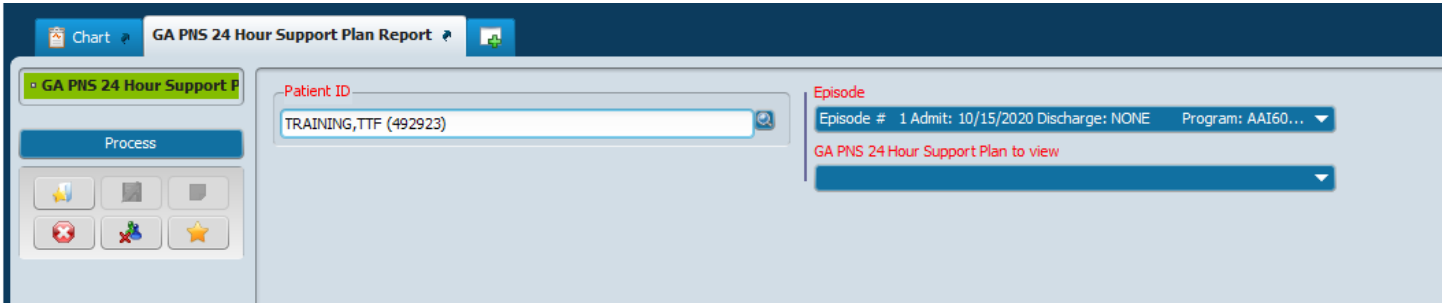 Chart
GA PNS 24 Hour Support Plan Report
GA PNS 24 Hour Support P
Process
Patient ID
TRAINING,TTF (492923)
Episode
Episode # 1 Admit: 10/15/2020 Discharge: NONE Program: AAI60...
GA PNS 24 Hour Support Plan to view